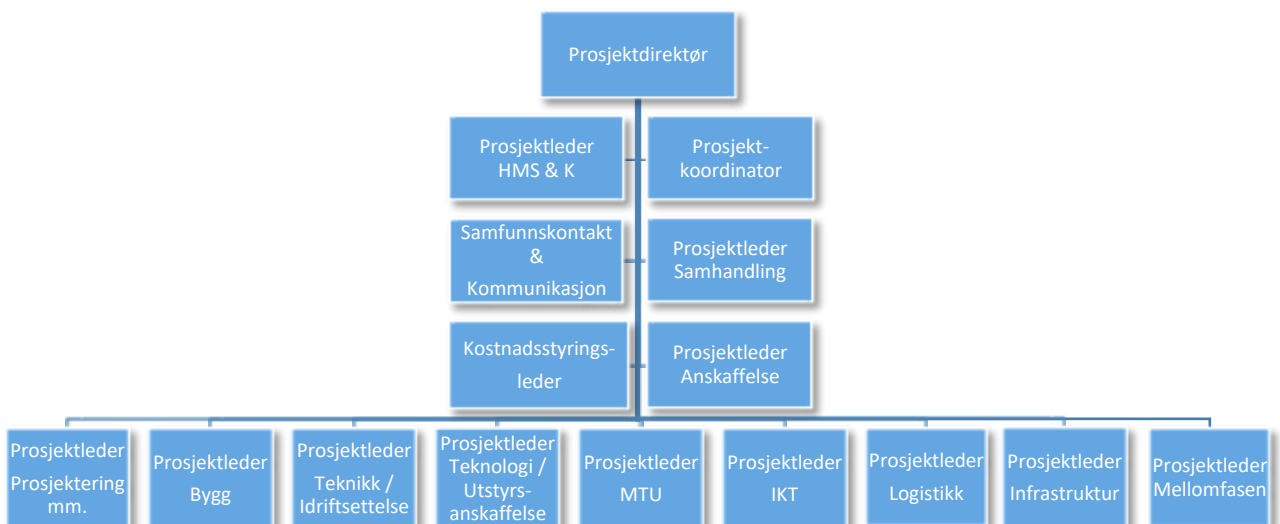 Prosjektdirektør
Prosjektleder
HMS & K
Prosjekt-
koordinator
Samfunnskontakt
&
Kommunikasjon
Prosjektleder
Samhandling
Kostnadsstyrings-
leder
Prosjektleder
Anskaffelse
Prosjektleder
Prosjektering
mm.
Prosjektleder
Bygg
Prosjektleder
Teknikk /
Idriftsettelse
Prosjektleder
Teknologi /
Utstyrs-
anskaffelse
Prosjektleder
MTU
Prosjektleder
IKT
Prosjektleder
Logistikk
Prosjektleder
Infrastruktur
Prosjektleder
Mellomfasen